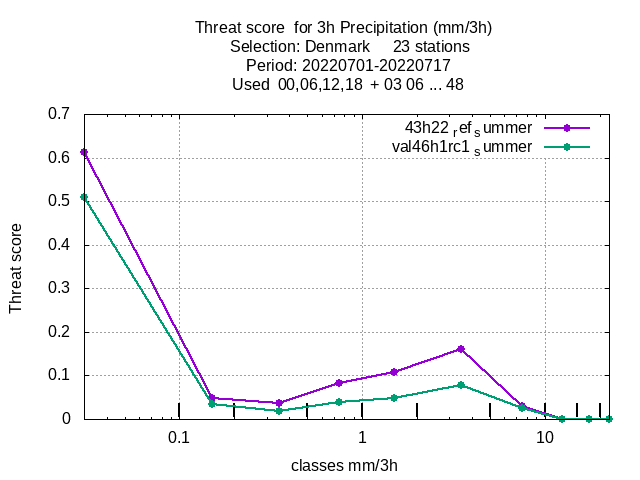 Threat score  for 3h Precipitation (mm/3h)
Selection: Denmark     23 stations
Period: 20220701-20220717
Used  00,06,12,18  + 03 06 ... 48
43h22_ref_summer
val46h1rc1_summer
0.7
0.6
0.5
0.4
0.3
0.2
0.1
0
Threat score
0.1
1
10
classes mm/3h